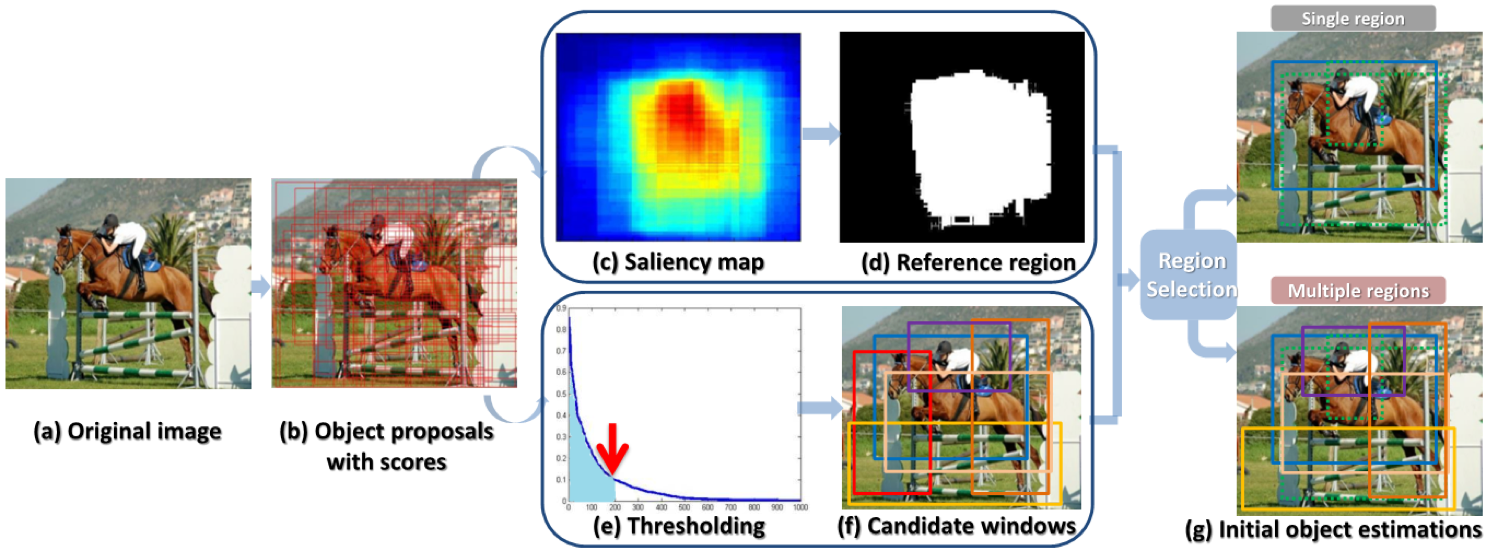 Single region
(c) Saliency map
(d) Reference region
Region
Selection
(a) Original image
(b) Object proposals
with scores
0.9
0.8
0.7
0.6
0.5
0.4
0.3
0.2
0.1
0
0 100 200 300 400 500 600 700 800 900 1000
(e) Thresholding
(f) Candidate windows
Multiple regions
(g) Initial object estimations